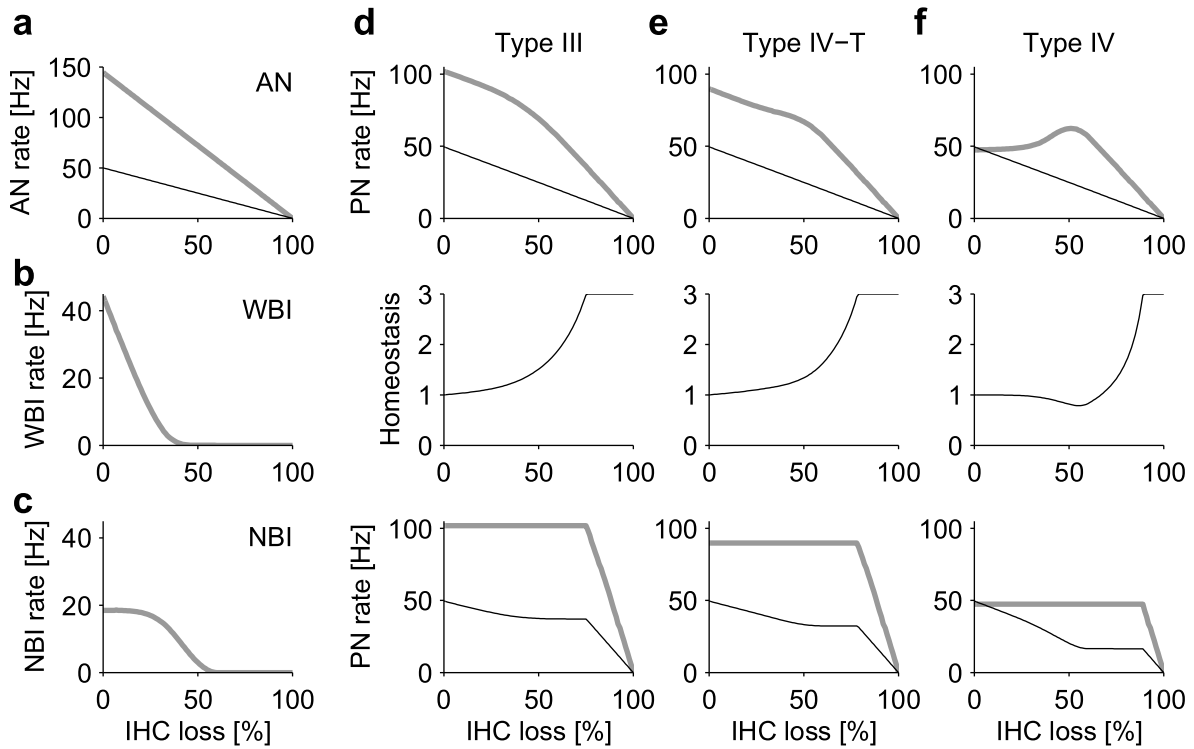 a
d
e
f
Type III
Type IV−T
Type IV
AN rate [Hz]
150
100
50
0
AN
0 50 100
PN rate [Hz]
100
50
0
0 50 100
100
50
0
0 50 100
100
50
0
0 50 100
b
WBI rate [Hz]
40
20
0
WBI
0 50 100
Homeostasis
3
2
1
0
0 50 100
3
2
1
0
0 50 100
3
2
1
0
0 50 100
c
NBI rate [Hz]
40
20
0
NBI
0 50 100
IHC loss [%]
PN rate [Hz]
100
50
0
0 50 100
IHC loss [%]
100
50
0
0 50 100
IHC loss [%]
100
50
0
0 50 100
IHC loss [%]